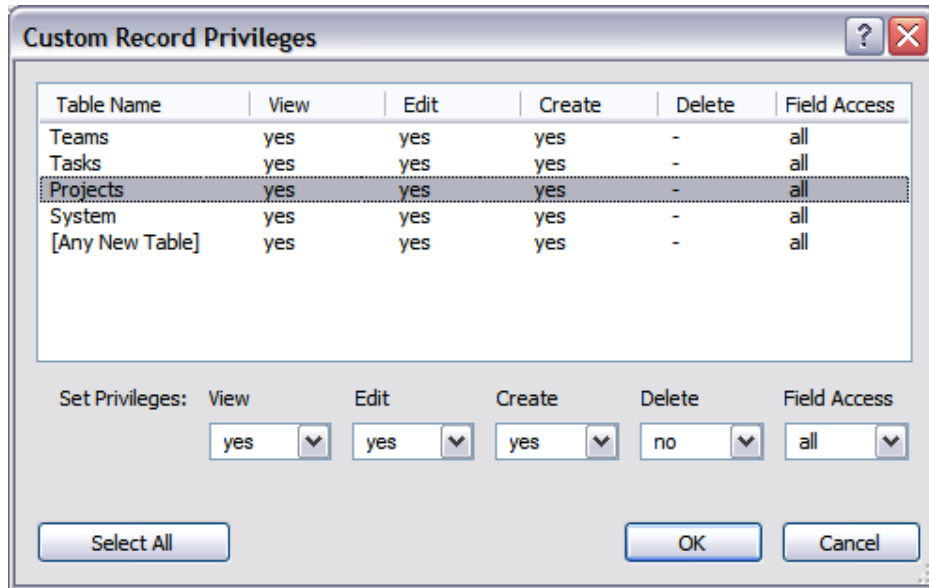 Custom Record Privileges
Table Name View Edit Create Delete Field Access
Teams yes yes yes - all
Tasks yes yes yes - all
Projects yes yes yes - all
System yes yes yes - all
[Any New Table] yes yes yes - all
Set Privileges: View Edit Create Delete Field Access
yes yes yes no all
Select All OK Cancel